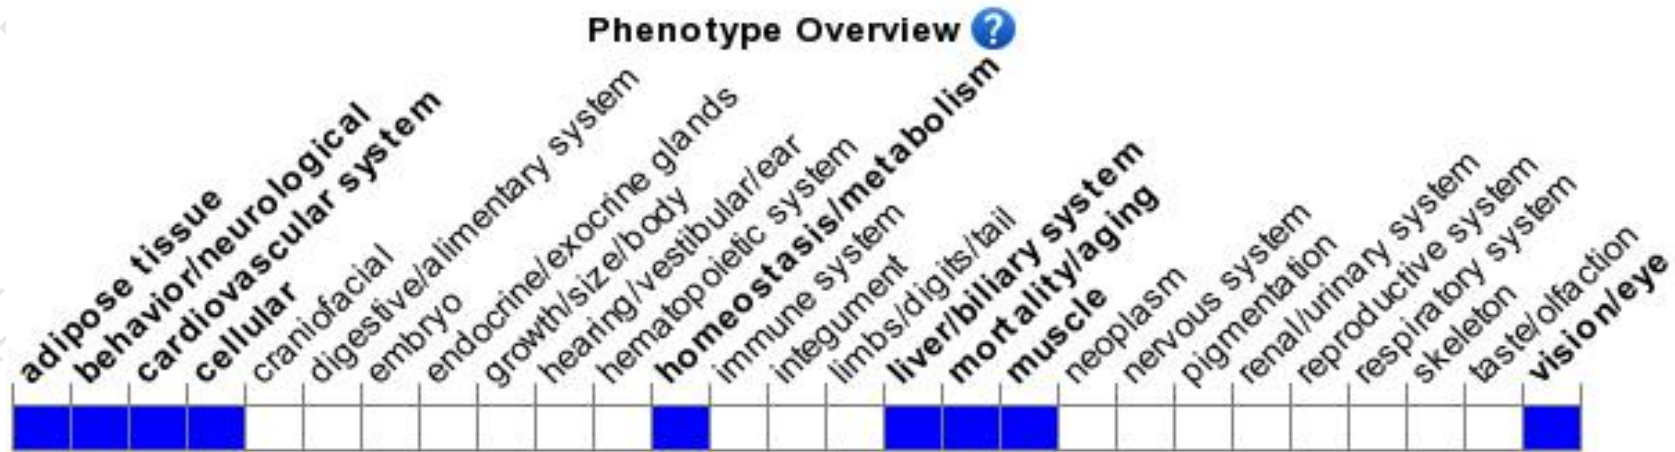 Phenotype Overview ?
adipose tissue
behavior/neurological
cardiovascular system
cellular
craniofacial
digestive/alimentary system
embryo
endocrine/exocrine glands
growth/size/body
hearing/vestibular/ear
hematopoietic system
homeostasis/metabolism
immune system
integument
limbs/digits/tail
liver/biliary system
mortality/aging
muscle
neoplasm
nervous system
pigmentation
renal/urinary system
reproductive system
respiratory system
skeleton
taste/olfaction
vision/eye